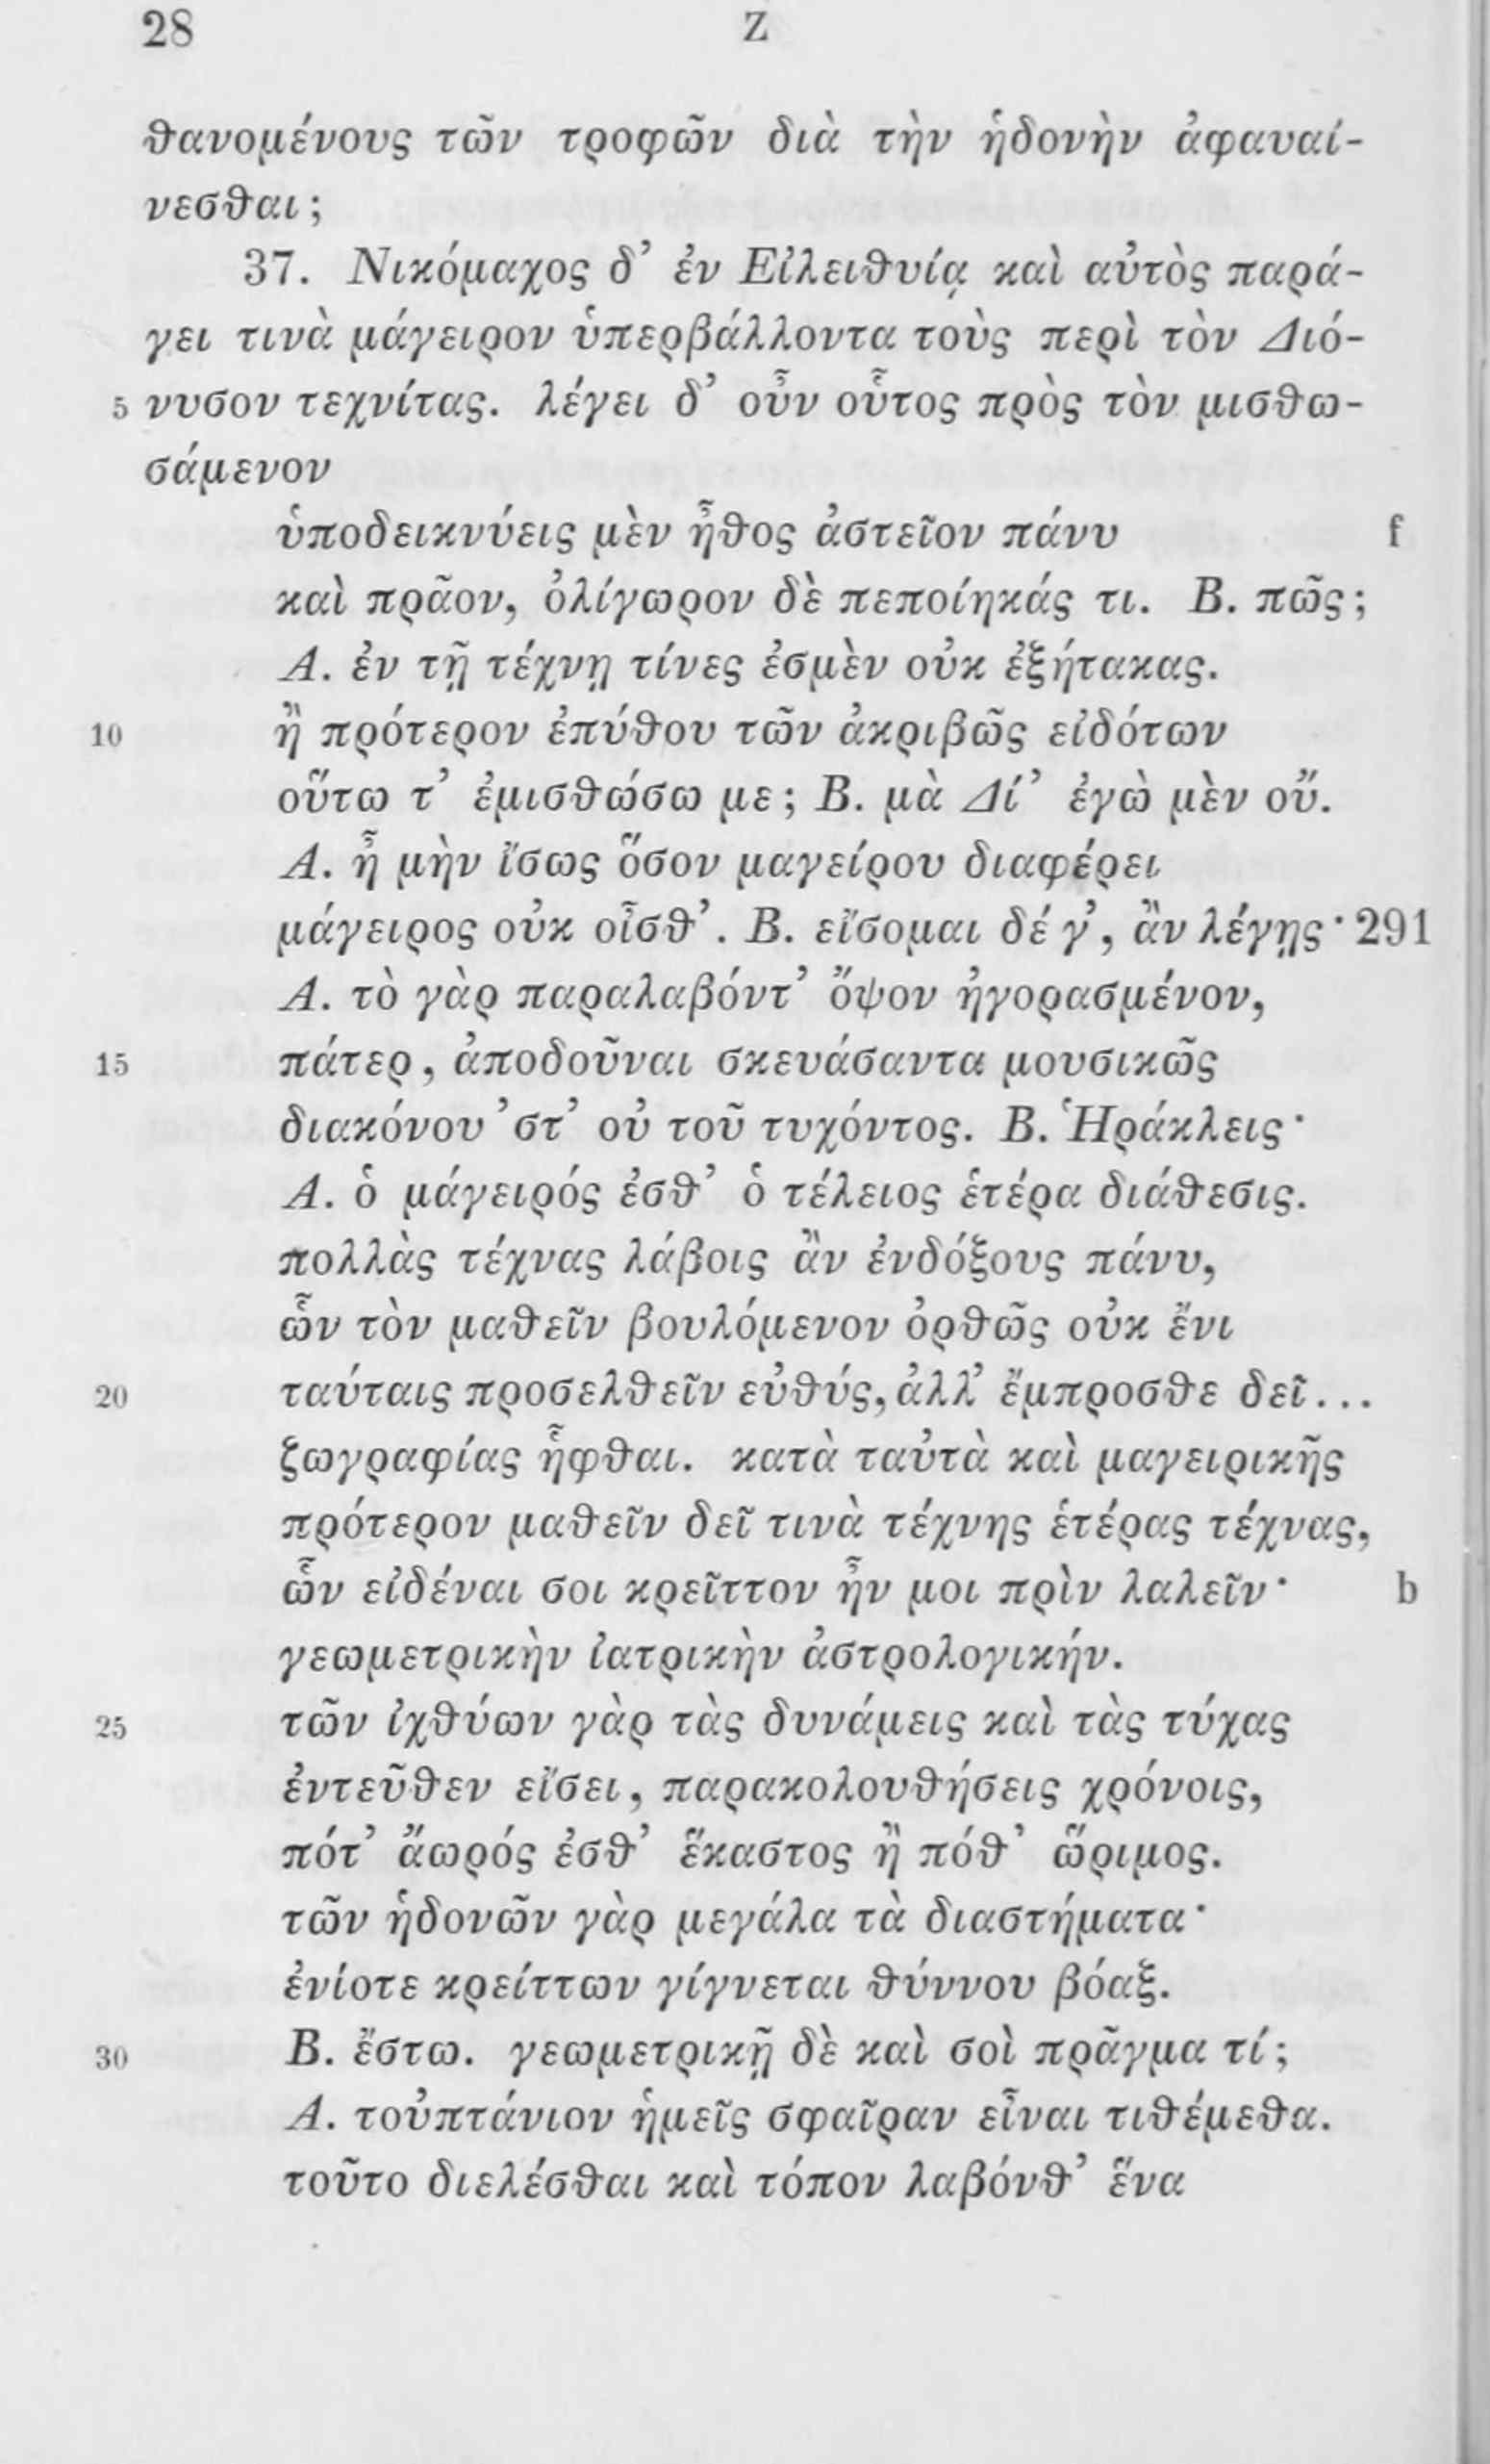 28 Ζ
θανομένους τῶν τροφῶν διὰ τὴν ἡδονὴν ἀφαυαί-
νεσθαι;
37. Νικόμαχος δ’ ἐν Εἰλειθυίᾳ καὶ αὐτὸς παρά-
γει τινὰ μάγειρον ὑπερβάλλοντα τοὺς περὶ τὸν Διό-
5 νυσον τεχνίτας. λέγει δ’ οὖν οὗτος πρὸς τὸν μισθω-
σάμενον
ὑποδεικνύεις μὲν ἦθος ἀστεῖον πάνυ f
καὶ πρᾶον, ὀλίγωρον δὲ πεποίηκάς τι. Β. πῶς;
Α. ἐν τῇ τέχνῃ τίνες ἐσμὲν οὐκ ἐξήτακας.
10 ἢ πρότερον ἐπύθου τῶν ἀκριβῶς εἰδότων
οὕτω τ’ ἐμισθώσω με; Β. μὰ Δί’ ἐγὼ μὲν οὔ.
Α. ἦ μὴν ἴσως ὅσον μαγείρου διαφέρει
μάγειρος οὐκ οἶσθ’. Β. εἴσομαι δέ γ’, ἂν λέγῃς· 291
Α. τὸ γὰρ παραλαβόντ’ ὄψον ἠγορασμένον,
15 πάτερ, ἀποδοῦναι σκευάσαντα μουσικῶς
διακόνου ’στ’ οὐ τοῦ τυχόντος. Β. Ἡράκλεις·
Α. ὁ μάγειρός ἐσθ’ ὁ τέλειος ἑτέρα διάθεσις.
πολλὰς τέχνας λάβοις ἂν ἐνδόξους πάνυ,
ὧν τὸν μαθεῖν βουλόμενον ὀρθῶς οὐκ ἔνι
20 ταύταις προσελθεῖν εὐθύς, ἀλλ’ ἔμπροσθε δεῖ...
ζωγραφίας ἧφθαι. κατὰ ταὐτὰ καὶ μαγειρικῆς
πρότερον μαθεῖν δεῖ τινὰ τέχνης ἑτέρας τέχνας,
ὧν εἰδέναι σοι κρεῖττον ἦν μοι πρὶν λαλεῖν· b
γεωμετρικὴν ἰατρικὴν ἀστρολογικήν.
25 τῶν ἰχθύων γὰρ τὰς δυνάμεις καὶ τὰς τύχας
ἐντεῦθεν εἴσει, παρακολουθήσεις χρόνοις,
πότ’ ἄωρός ἐσθ’ ἕκαστος ἢ πόθ’ ὥριμος.
τῶν ἡδονῶν γὰρ μεγάλα τὰ διαστήματα·
ἐνίοτε κρείττων γίγνεται θύννου βόαξ.
30 Β. ἔστω. γεωμετρικῇ δὲ καὶ σοὶ πρᾶγμα τί;
Α. τοὐπτάνιον ἡμεῖς σφαῖραν εἶναι τιθέμεθα.
τοῦτο διελέσθαι καὶ τόπον λαβόνθ’ ἕνα